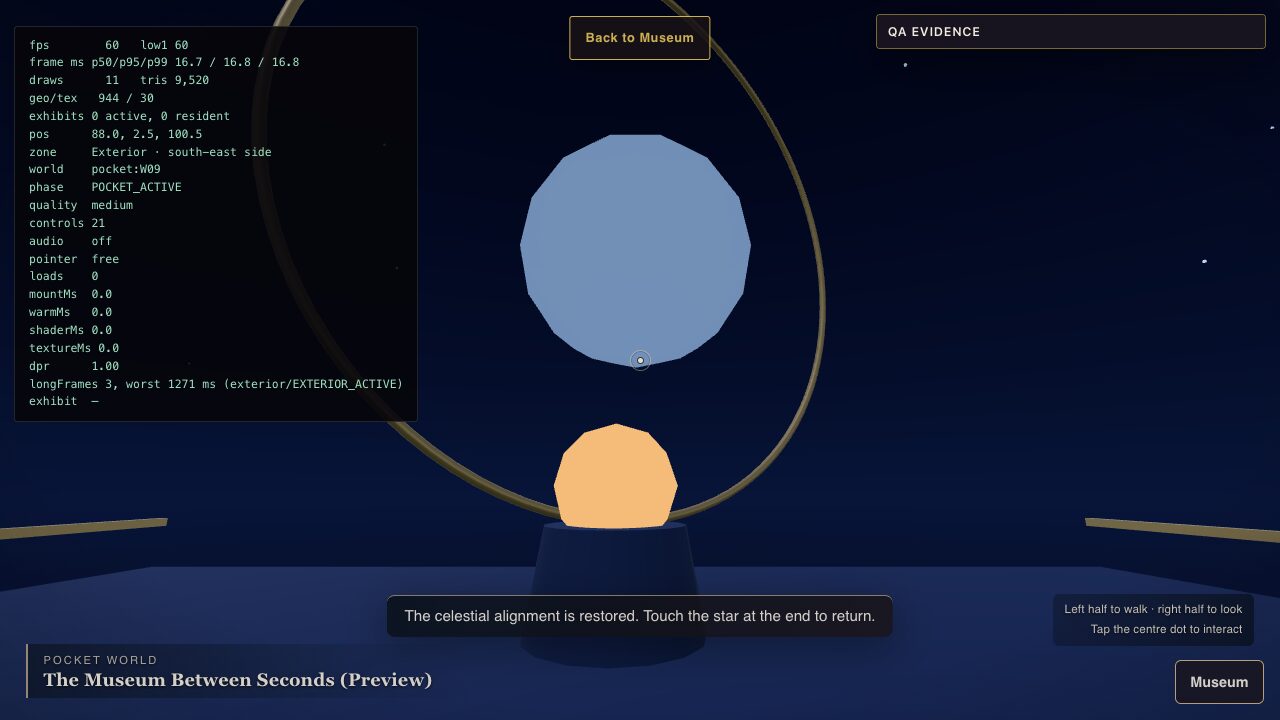 fps 60 low1 60
frame ms p50/p95/p99 16.7 / 16.8 / 16.8
draws 11 tris 9,520
geo/tex 944 / 30
exhibits 0 active, 0 resident
pos 88.0, 2.5, 100.5
zone Exterior · south-east side
world pocket:W09
phase POCKET_ACTIVE
quality medium
controls 21
audio off
pointer free
loads 0
mountMs 0.0
warmMs 0.0
shaderMs 0.0
textureMs 0.0
dpr 1.00
longFrames 3, worst 1271 ms (exterior/EXTERIOR_ACTIVE)
exhibit —
Back to Museum
QA EVIDENCE
The celestial alignment is restored. Touch the star at the end to return.
Left half to walk · right half to look
Tap the centre dot to interact
POCKET WORLD
The Museum Between Seconds (Preview)
Museum